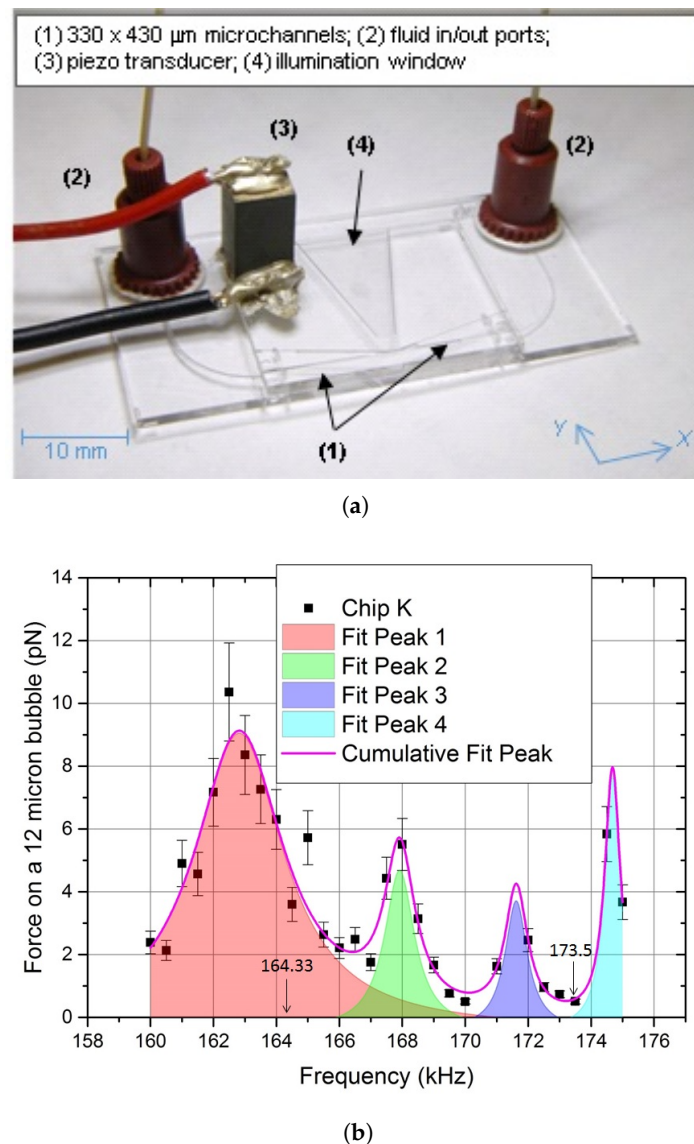 (1) 330 x 430 µm microchannels; (2) fluid in/out ports;
(3) piezo transducer; (4) illumination window
(3)
(4)
(2)
(2)
(1)
10 mm
Y
X
(a)
14
12
10
8
6
4
2
0
Force on a 12 micron bubble (pN)
Chip K
Fit Peak 1
Fit Peak 2
Fit Peak 3
Fit Peak 4
Cumulative Fit Peak
164.33
173.5
158 160 162 164 166 168 170 172 174 176
Frequency (kHz)
(b)